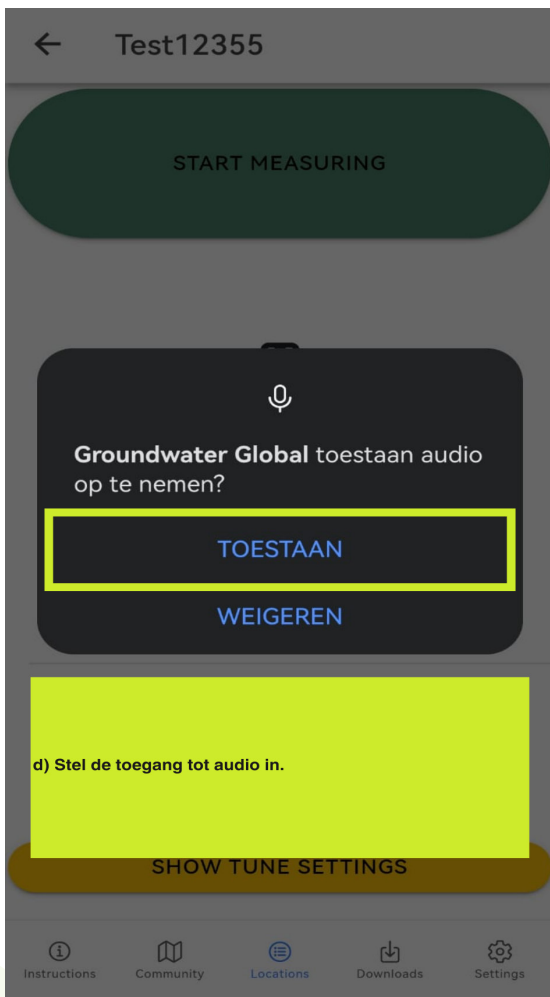 Test12355
START MEASURING
Groundwater Global toestaan audio
op te nemen?
TOESTAAN
WEIGEREN
d) Stel de toegang tot audio in.
SHOW TUNE SETTINGS
Instructions Community Locations Downloads Settings